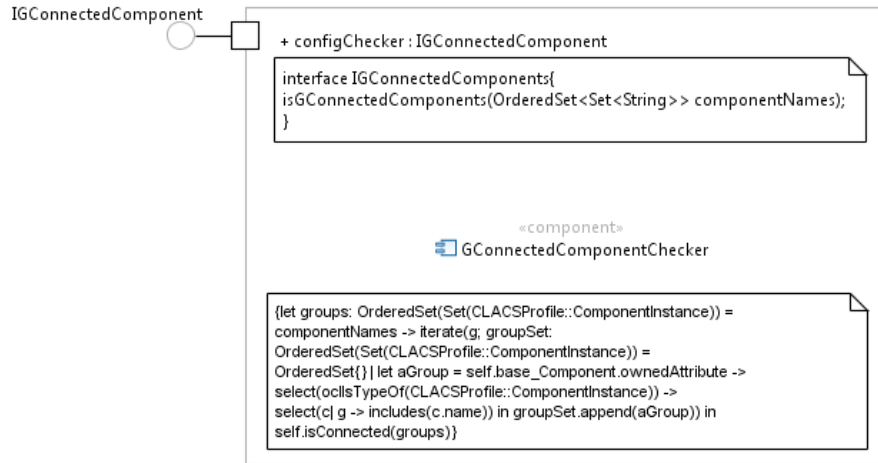 IGConnectedComponent
+ configChecker : IGConnectedComponent
interface IGConnectedComponents{
isGConnectedComponents(OrderedSet<Set<String>> componentNames);
}
«component»
GConnectedComponentChecker
{let groups: OrderedSet(Set(CLACSProfile::ComponentInstance)) =
componentNames -> iterate(g; groupSet:
OrderedSet(Set(CLACSProfile::ComponentInstance)) =
OrderedSet{} | let aGroup = self.base_Component.ownedAttribute ->
select(oclIsTypeOf(CLACSProfile::ComponentInstance)) ->
select(c| g -> includes(c.name)) in groupSet.append(aGroup)) in
self.isConnected(groups)}